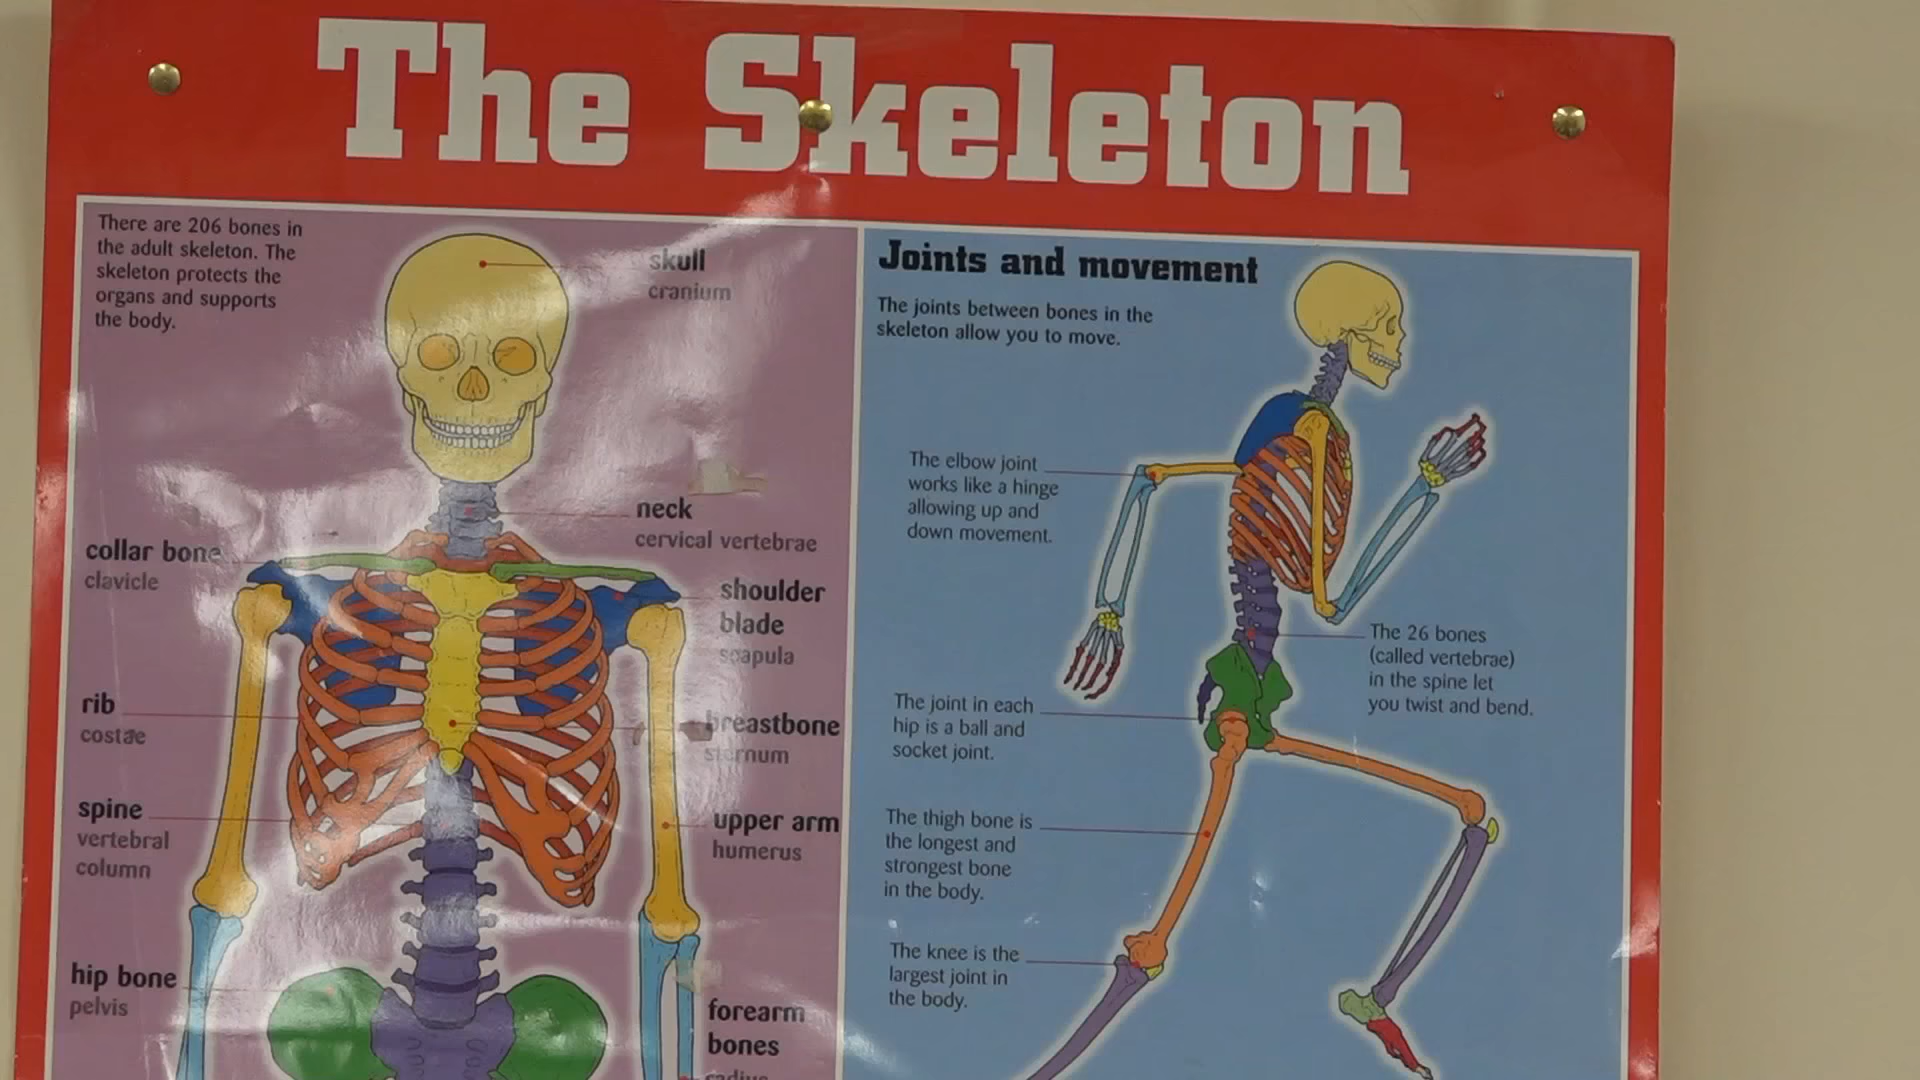 The Skeleton
There are 206 bones in
the adult skeleton. The
skeleton protects the
organs and supports
the body.
skull
cranium
neck
cervical vertebrae
collar bone
clavicle
shoulder
blade
scapula
rib
costae
breastbone
sternum
spine
vertebral
column
upper arm
humerus
hip bone
pelvis
forearm
bones
radius
Joints and movement
The joints between bones in the
skeleton allow you to move.
The elbow joint
works like a hinge
allowing up and
down movement.
The 26 bones
(called vertebrae)
in the spine let
you twist and bend.
The joint in each
hip is a ball and
socket joint.
The thigh bone is
the longest and
strongest bone
in the body.
The knee is the
largest joint in
the body.